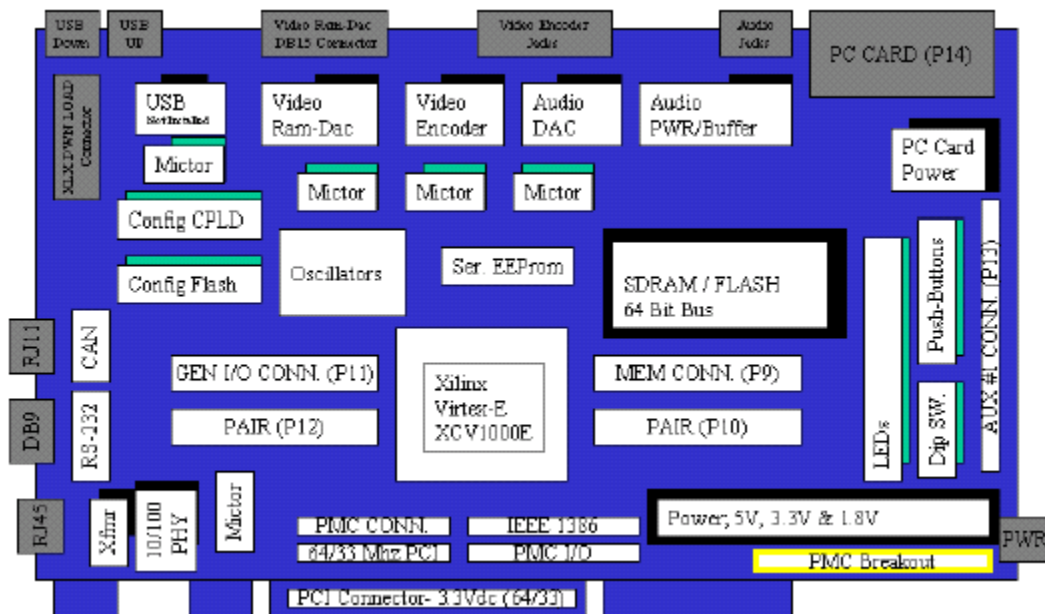 USB
Down
USB
UP
Video Ram-Dac
DB15 Connector
Video Encoder
Jacks
Audio
Jacks
PC CARD (P14)
XLX DWN LOAD
Connector
USB
Not Installed
Video
Ram-Dac
Video
Encoder
Audio
DAC
Audio
PWR/Buffer
PC Card
Power
Mictor
Mictor
Mictor
Mictor
Config CPLD
Config Flash
Oscillators
Ser. EEProm
SDRAM / FLASH
64 Bit Bus
LEDs
Push-Buttons
Dip SW.
AUX #1 CONN. (P13)
RJ11
CAN
DB9
RS-232
GEN I/O CONN. (P11)
PAIR (P12)
Xilinx
Virtex-E
XCV1000E
MEM CONN. (P9)
PAIR (P10)
RJ45
Xfmr
10/100
PHY
Mictor
PMC CONN.
IEEE 1386
64/33 Mhz PCI
PMC I/O
Power, 5V, 3.3V & 1.8V
PWR
PMC Breakout
PCI Connector- 3.3Vdc (64/33)